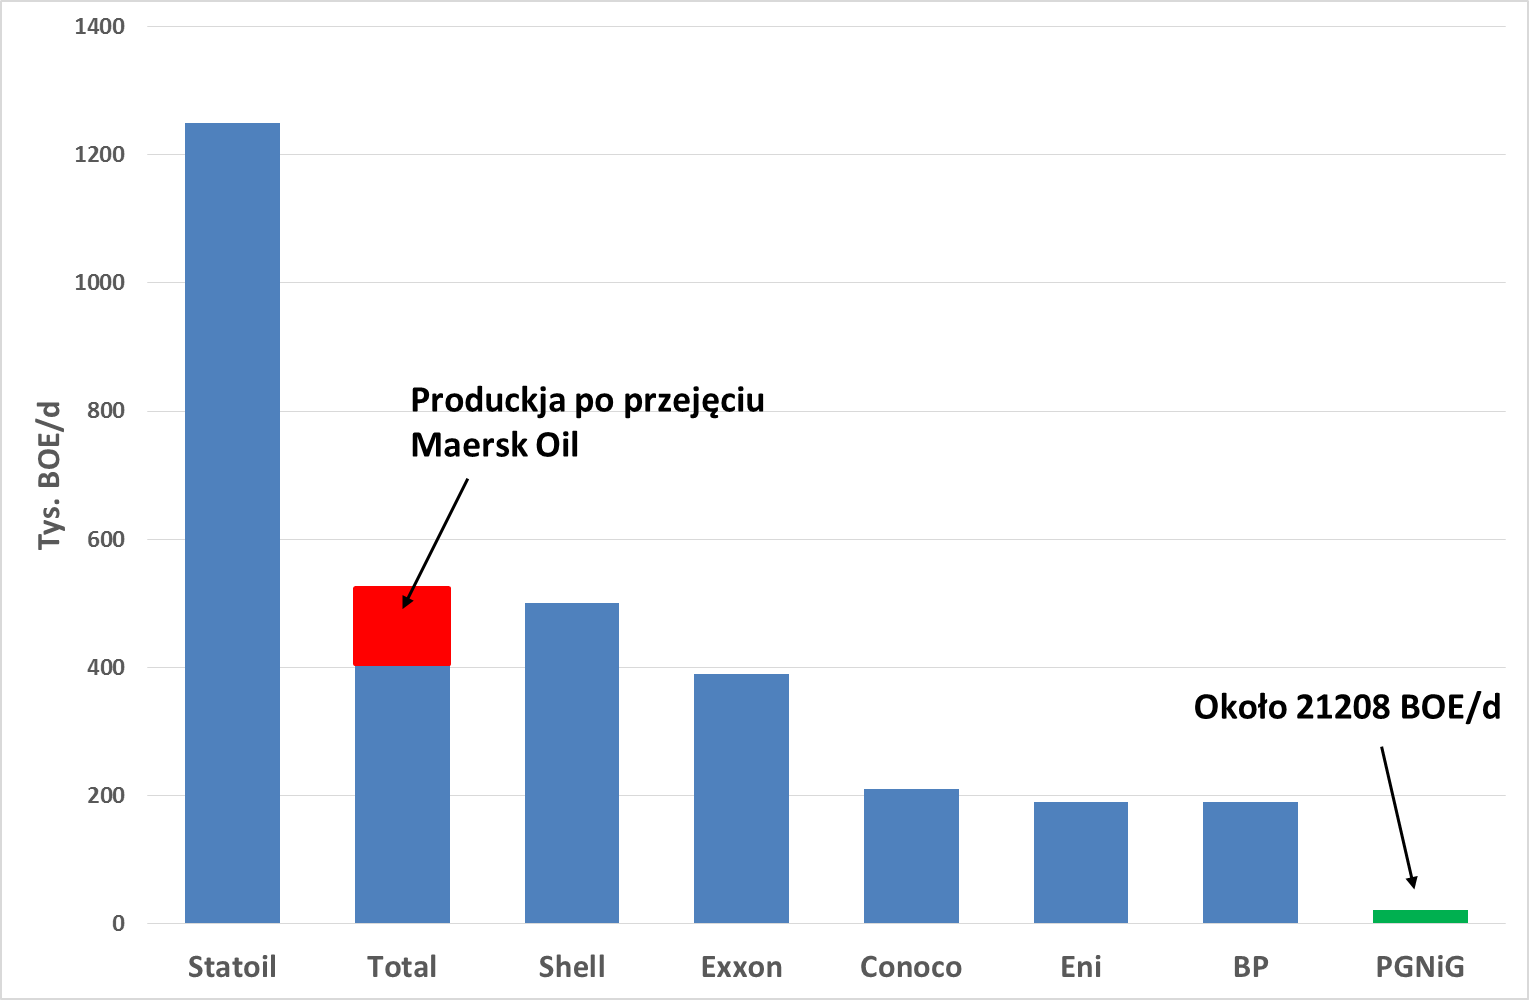 1400
1200
1000
800
600
400
200
0
Tys. BOE/d
Produckja po przejęciu
Maersk Oil
Około 21208 BOE/d
Statoil
Total
Shell
Exxon
Conoco
Eni
BP
PGNiG